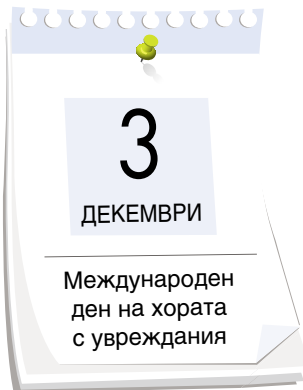 3
ДЕКЕМВРИ
Международен
ден на хората
с увреждания